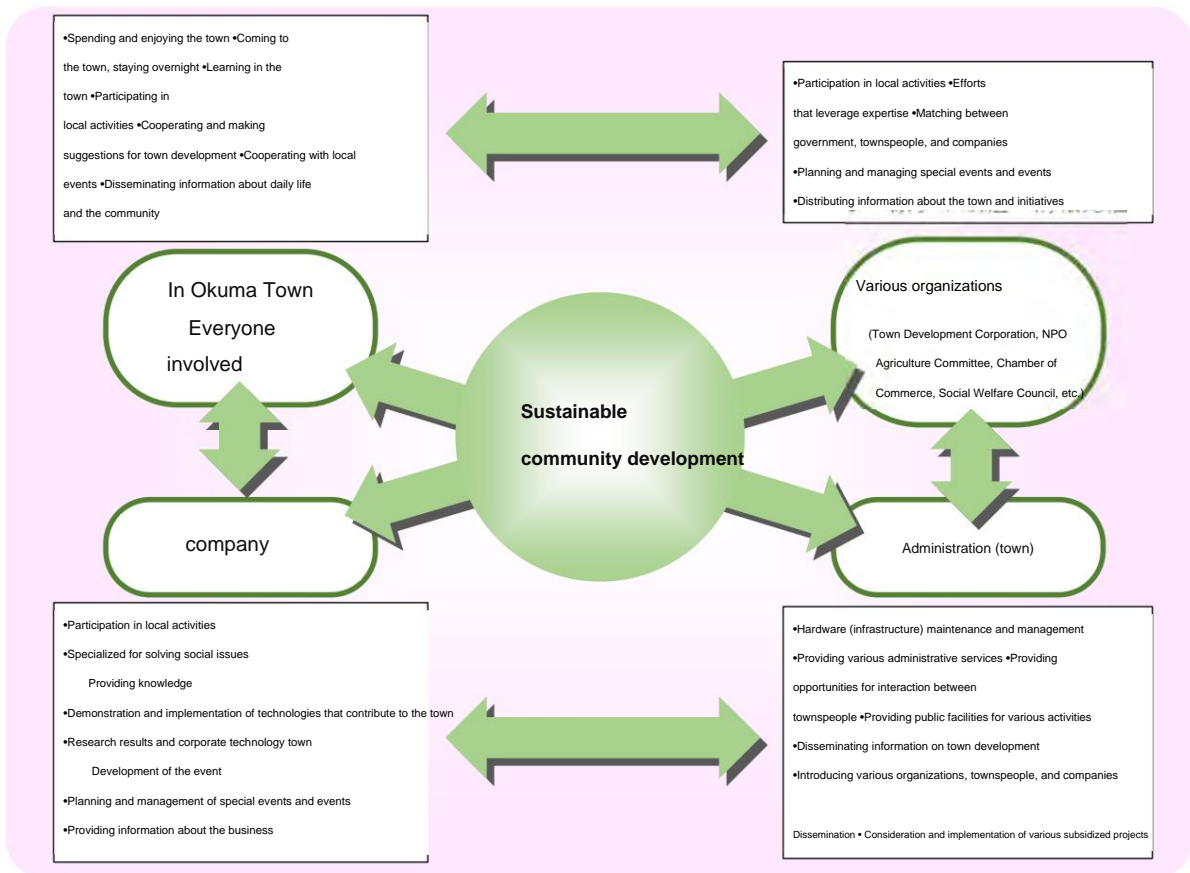 •Spending and enjoying the town •Coming to
the town, staying overnight •Learning in the
town •Participating in
local activities •Cooperating and making
suggestions for town development •Cooperating with local
events •Disseminating information about daily life
and the community
•Participation in local activities •Efforts
that leverage expertise •Matching between
government, townspeople, and companies
•Planning and managing special events and events
•Distributing information about the town and initiatives
In Okuma Town
Everyone
involved
Various organizations
(Town Development Corporation, NPO
Agriculture Committee, Chamber of
Commerce, Social Welfare Council, etc.)
Sustainable
community development
company
Administration (town)
•Participation in local activities
•Specialized for solving social issues
Providing knowledge
•Demonstration and implementation of technologies that contribute to the town
•Research results and corporate technology town
Development of the event
•Planning and management of special events and events
•Providing information about the business
•Hardware (infrastructure) maintenance and management
•Providing various administrative services •Providing
opportunities for interaction between
townspeople •Providing public facilities for various activities
•Disseminating information on town development
•Introducing various organizations, townspeople, and companies
Dissemination • Consideration and implementation of various subsidized projects